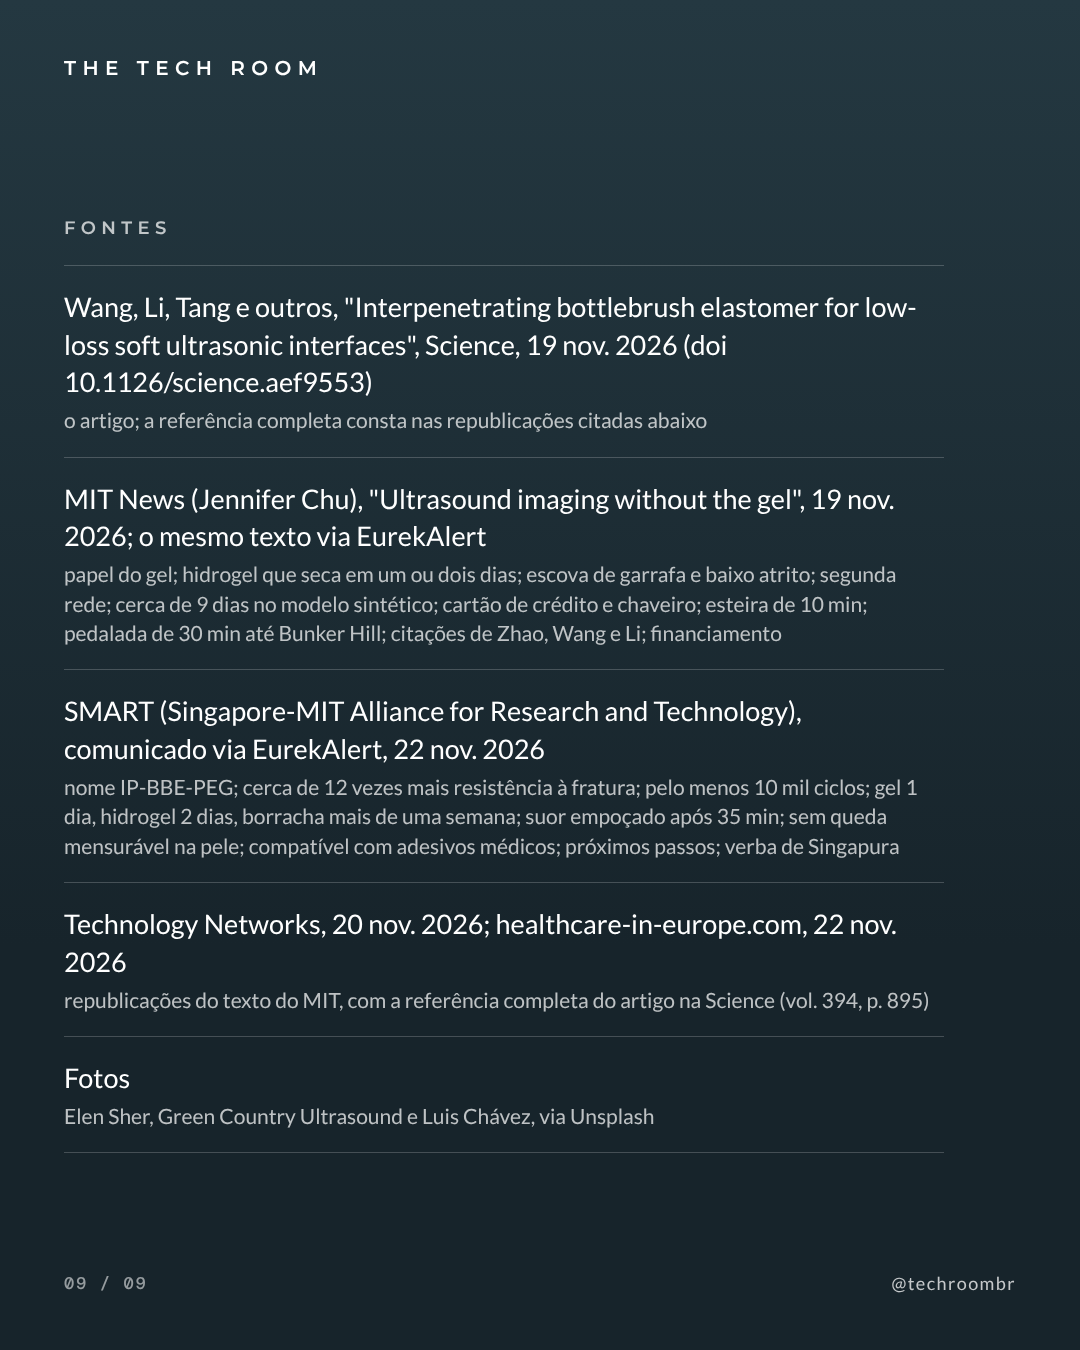 THE TECH ROOM
FONTES
Wang, Li, Tang e outros, "Interpenetrating bottlebrush elastomer for low-
loss soft ultrasonic interfaces", Science, 19 nov. 2026 (doi
10.1126/science.aef9553)
o artigo; a referência completa consta nas republicações citadas abaixo
MIT News (Jennifer Chu), "Ultrasound imaging without the gel", 19 nov.
2026; o mesmo texto via EurekAlert
papel do gel; hidrogel que seca em um ou dois dias; escova de garrafa e baixo atrito; segunda
rede; cerca de 9 dias no modelo sintético; cartão de crédito e chaveiro; esteira de 10 min;
pedalada de 30 min até Bunker Hill; citações de Zhao, Wang e Li; financiamento
SMART (Singapore-MIT Alliance for Research and Technology),
comunicado via EurekAlert, 22 nov. 2026
nome IP-BBE-PEG; cerca de 12 vezes mais resistência à fratura; pelo menos 10 mil ciclos; gel 1
dia, hidrogel 2 dias, borracha mais de uma semana; suor empoçado após 35 min; sem queda
mensurável na pele; compatível com adesivos médicos; próximos passos; verba de Singapura
Technology Networks, 20 nov. 2026; healthcare-in-europe.com, 22 nov.
2026
republicações do texto do MIT, com a referência completa do artigo na Science (vol. 394, p. 895)
Fotos
Elen Sher, Green Country Ultrasound e Luis Chávez, via Unsplash
09 / 09
@techroombr